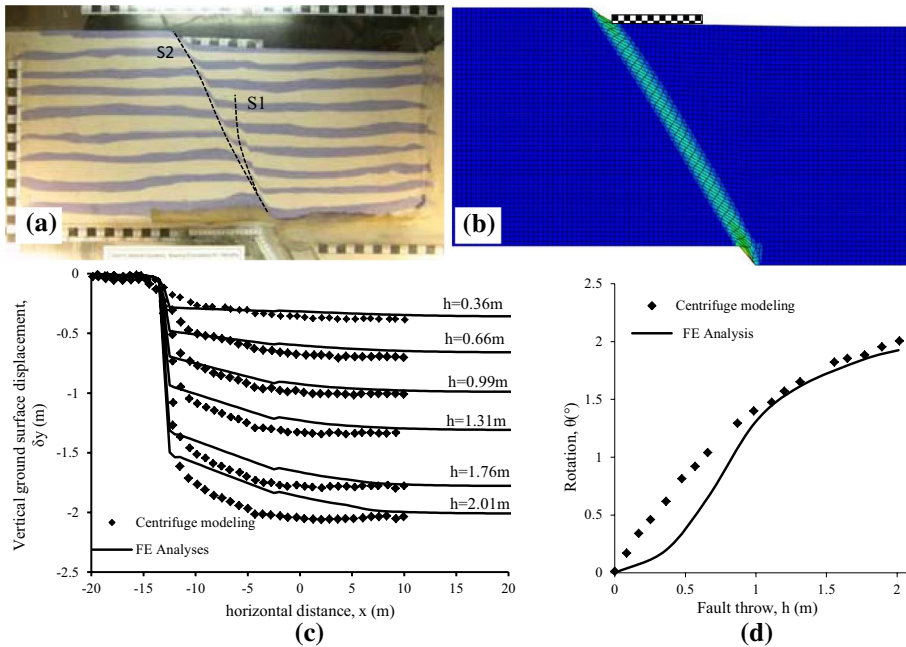 S2
S1
(a)
(b)
Vertical ground surface displacement,
δy (m)
0
-0.5
-1
-1.5
-2
-2.5
-20
-15
-10
-5
0
5
10
15
20
h=0.36m
h=0.66m
h=0.99m
h=1.31m
h=1.76m
h=2.01m
Centrifuge modeling
FE Analyses
horizontal distance, x (m)
(c)
Rotation, θ(°)
2.5
2
1.5
1
0.5
0
0
0.5
1
1.5
2
Centrifuge modeling
FE Analysis
Fault throw, h (m)
(d)